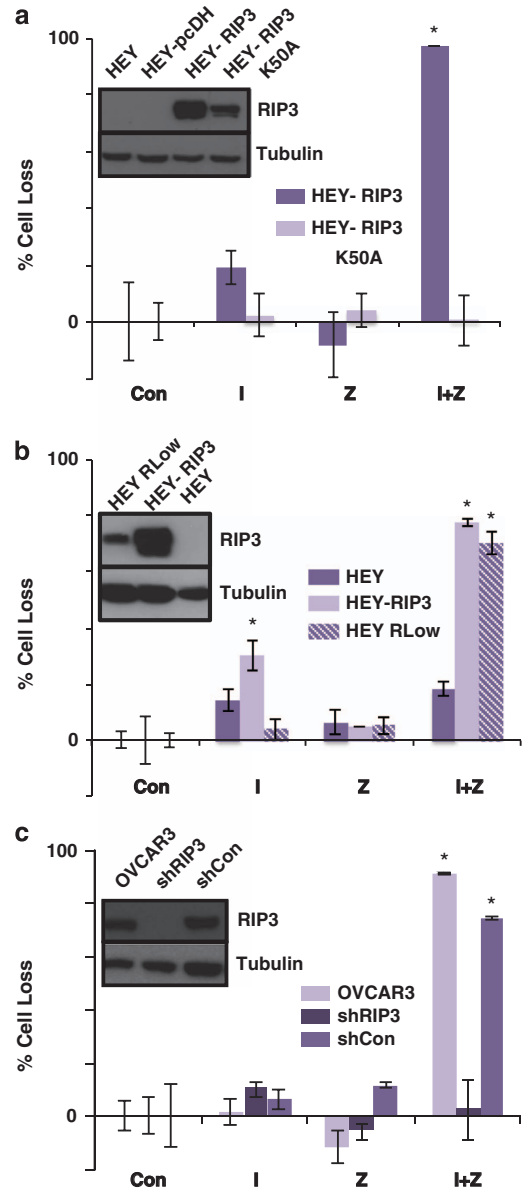 a
100
HEY
HEY-pcDH
HEY- RIP3
HEY- RIP3
K50A
*
RIP3
Tubulin
HEY- RIP3
HEY- RIP3
K50A
% Cell Loss
0
Con
I
Z
I+Z
b
100
HEY RLow
HEY- RIP3
HEY
*
*
RIP3
Tubulin
HEY
HEY-RIP3
HEY RLow
*
% Cell Loss
0
Con
I
Z
I+Z
c
100
OVCAR3
shRIP3
shCon
*
*
RIP3
Tubulin
OVCAR3
shRIP3
shCon
% Cell Loss
0
Con
I
Z
I+Z